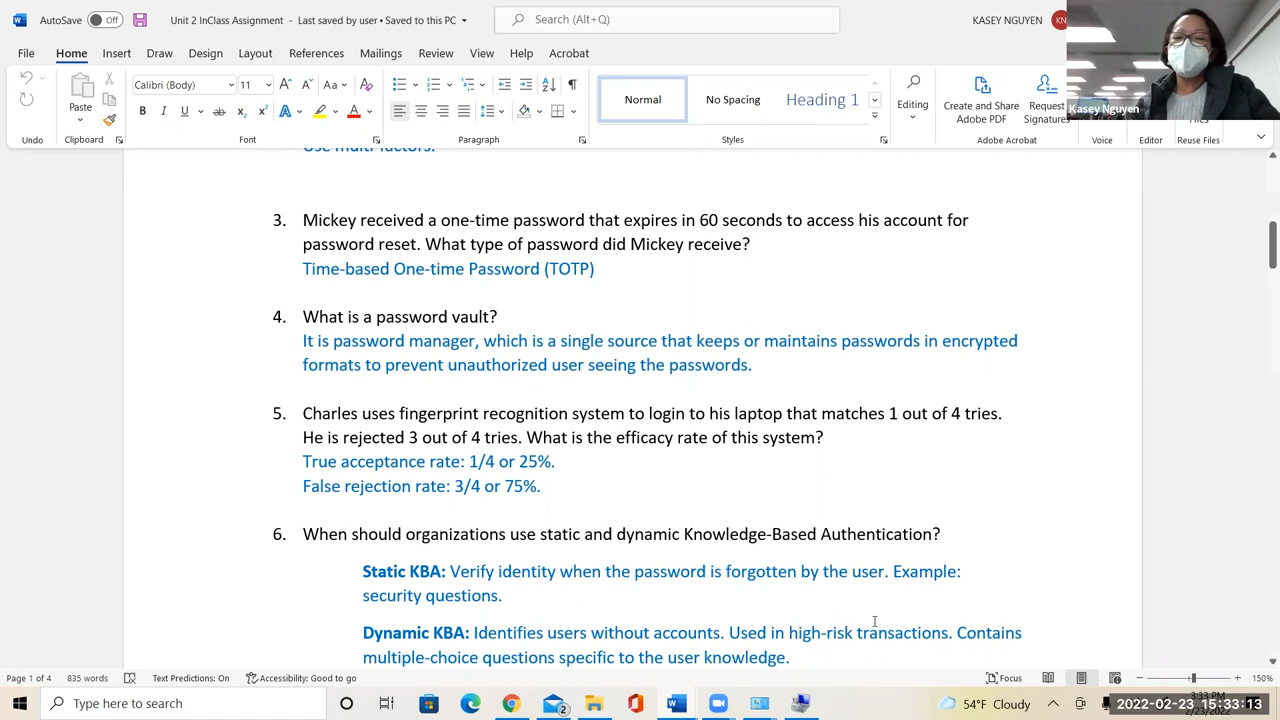 AutoSave Off Unit 2 InClass Assignment - Last saved by user • Saved to this PC Search (Alt+Q) KASEY NGUYEN KN
File Home Insert Draw Design Layout References Mailings Review View Help Acrobat
Kasey Nguyen
Calibri (Body) 11
Paste
Normal
No Spacing
Heading 1
Editing
Create and Share Adobe PDF
Request Signatures
Undo Clipboard Font Paragraph Styles Adobe Acrobat Voice Editor Reuse Files
Use multi-factors.
3. Mickey received a one-time password that expires in 60 seconds to access his account for
password reset. What type of password did Mickey receive?
Time-based One-time Password (TOTP)
4. What is a password vault?
It is password manager, which is a single source that keeps or maintains passwords in encrypted
formats to prevent unauthorized user seeing the passwords.
5. Charles uses fingerprint recognition system to login to his laptop that matches 1 out of 4 tries.
He is rejected 3 out of 4 tries. What is the efficacy rate of this system?
True acceptance rate: 1/4 or 25%.
False rejection rate: 3/4 or 75%.
6. When should organizations use static and dynamic Knowledge-Based Authentication?
Static KBA: Verify identity when the password is forgotten by the user. Example:
security questions.
Dynamic KBA: Identifies users without accounts. Used in high-risk transactions. Contains
multiple-choice questions specific to the user knowledge.
Page 1 of 4 835 words Text Predictions: On Accessibility: Good to go Focus 150%
Type here to search 2 54°F Cloudy 3:33 PM
2022-02-23 15:33:13